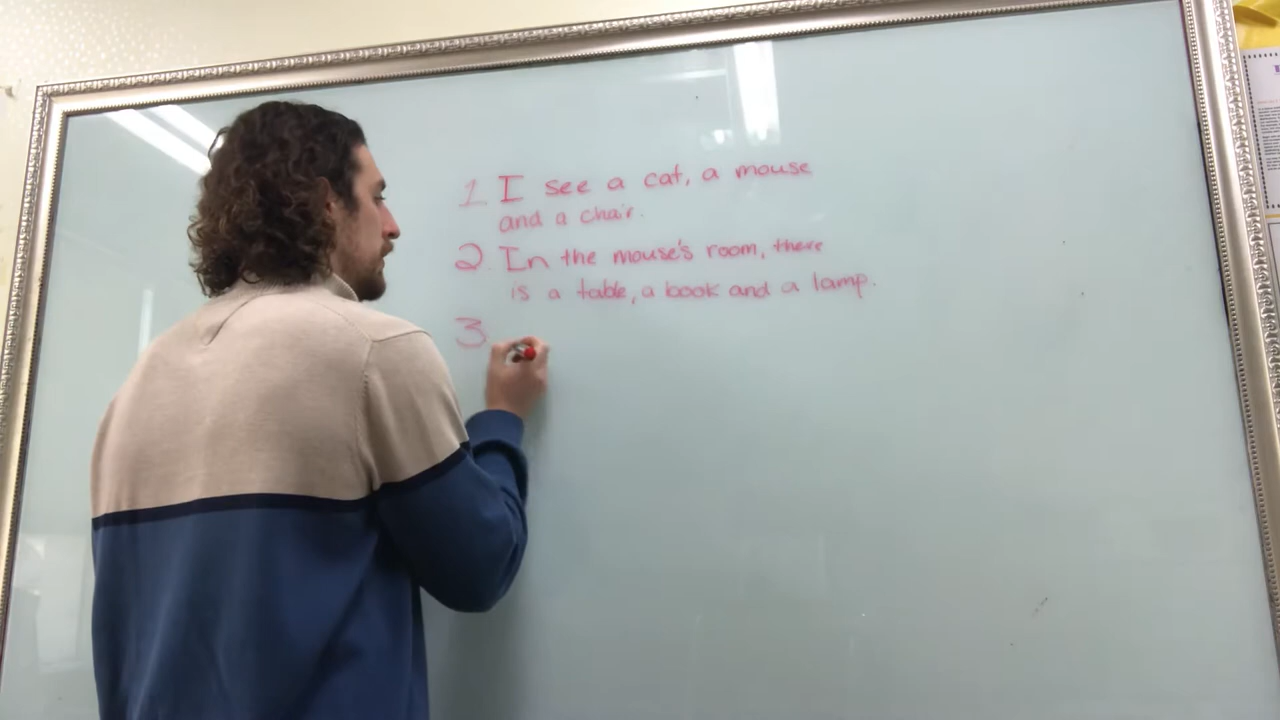 1. I see a cat, a mouse
and a chair.
2. In the mouse's room, there
is a table, a book and a lamp.
3.